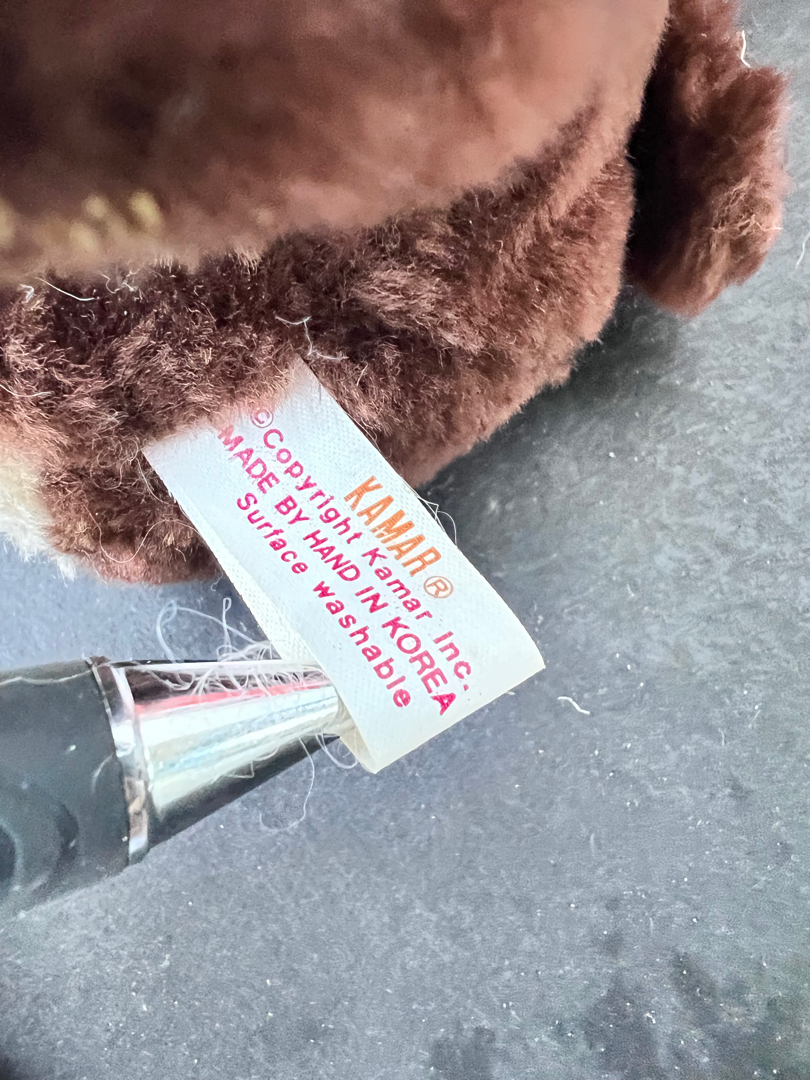 KAMAR®
©Copyright Kamar Inc.
MADE BY HAND IN KOREA
Surface washable